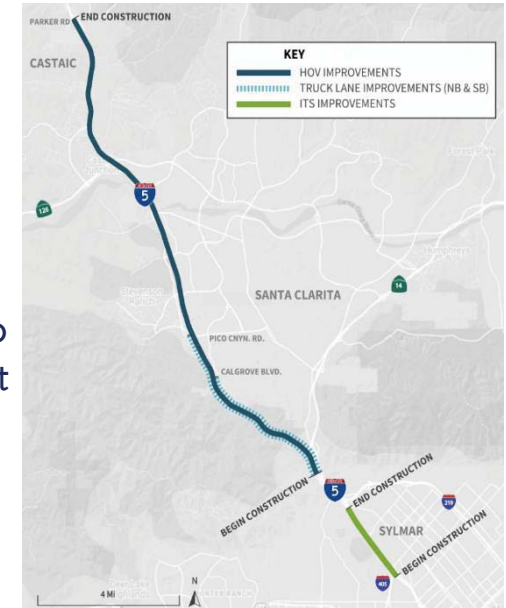 END CONSTRUCTION
PARKER RD
CASTAIC
KEY
HOV IMPROVEMENTS
TRUCK LANE IMPROVEMENTS (NB & SB)
ITS IMPROVEMENTS
5
126
14
SANTA CLARITA
PICO CNYN. RD.
CALGROVE BLVD.
BEGIN CONSTRUCTION
5
END CONSTRUCTION
210
SYLMAR
BEGIN CONSTRUCTION
405
4 Mi
N